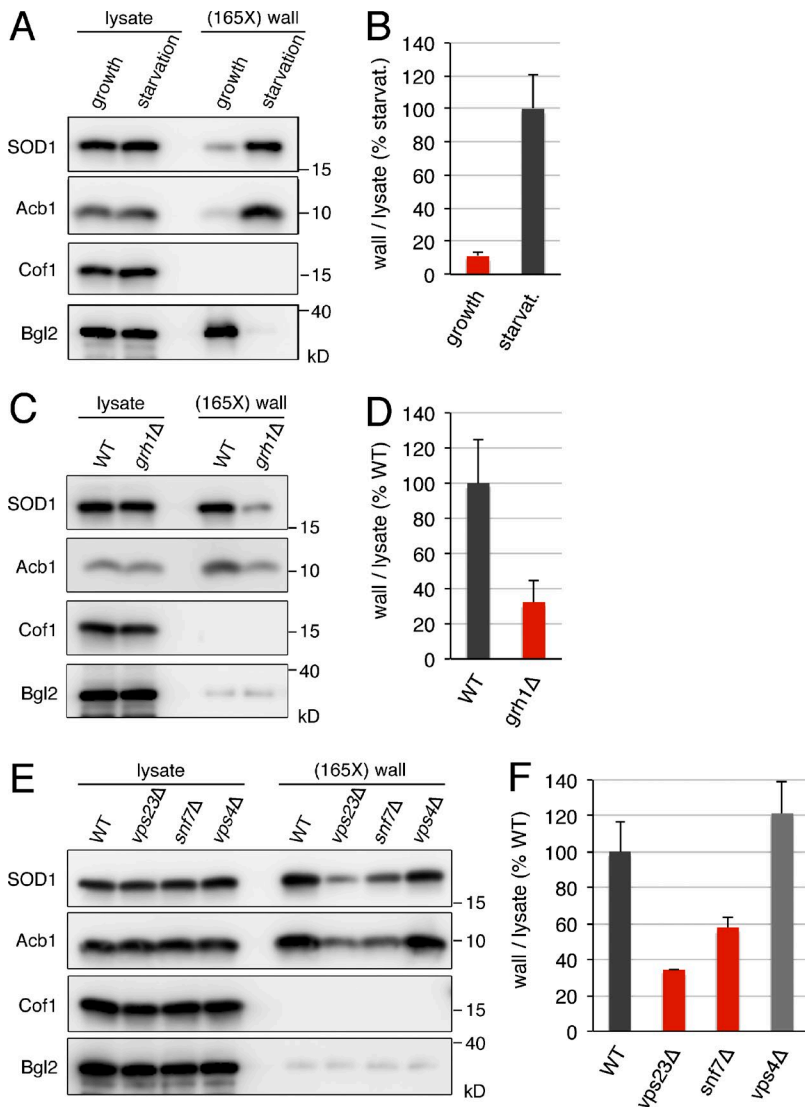 A
lysate (165X) wall
growth starvation growth starvation
SOD1
15
Acb1
10
Cof1
15
Bgl2
40
kD
B
wall / lysate (% starvat.)
140
120
100
80
60
40
20
0
growth starvat.
C
lysate (165X) wall
WT grh1Δ WT grh1Δ
SOD1
15
Acb1
10
Cof1
15
Bgl2
40
kD
D
wall / lysate (% WT)
140
120
100
80
60
40
20
0
WT grh1Δ
E
lysate (165X) wall
WT vps23Δ snf7Δ vps4Δ WT vps23Δ snf7Δ vps4Δ
SOD1
15
Acb1
10
Cof1
15
Bgl2
40
kD
F
wall / lysate (% WT)
140
120
100
80
60
40
20
0
WT vps23Δ snf7Δ vps4Δ